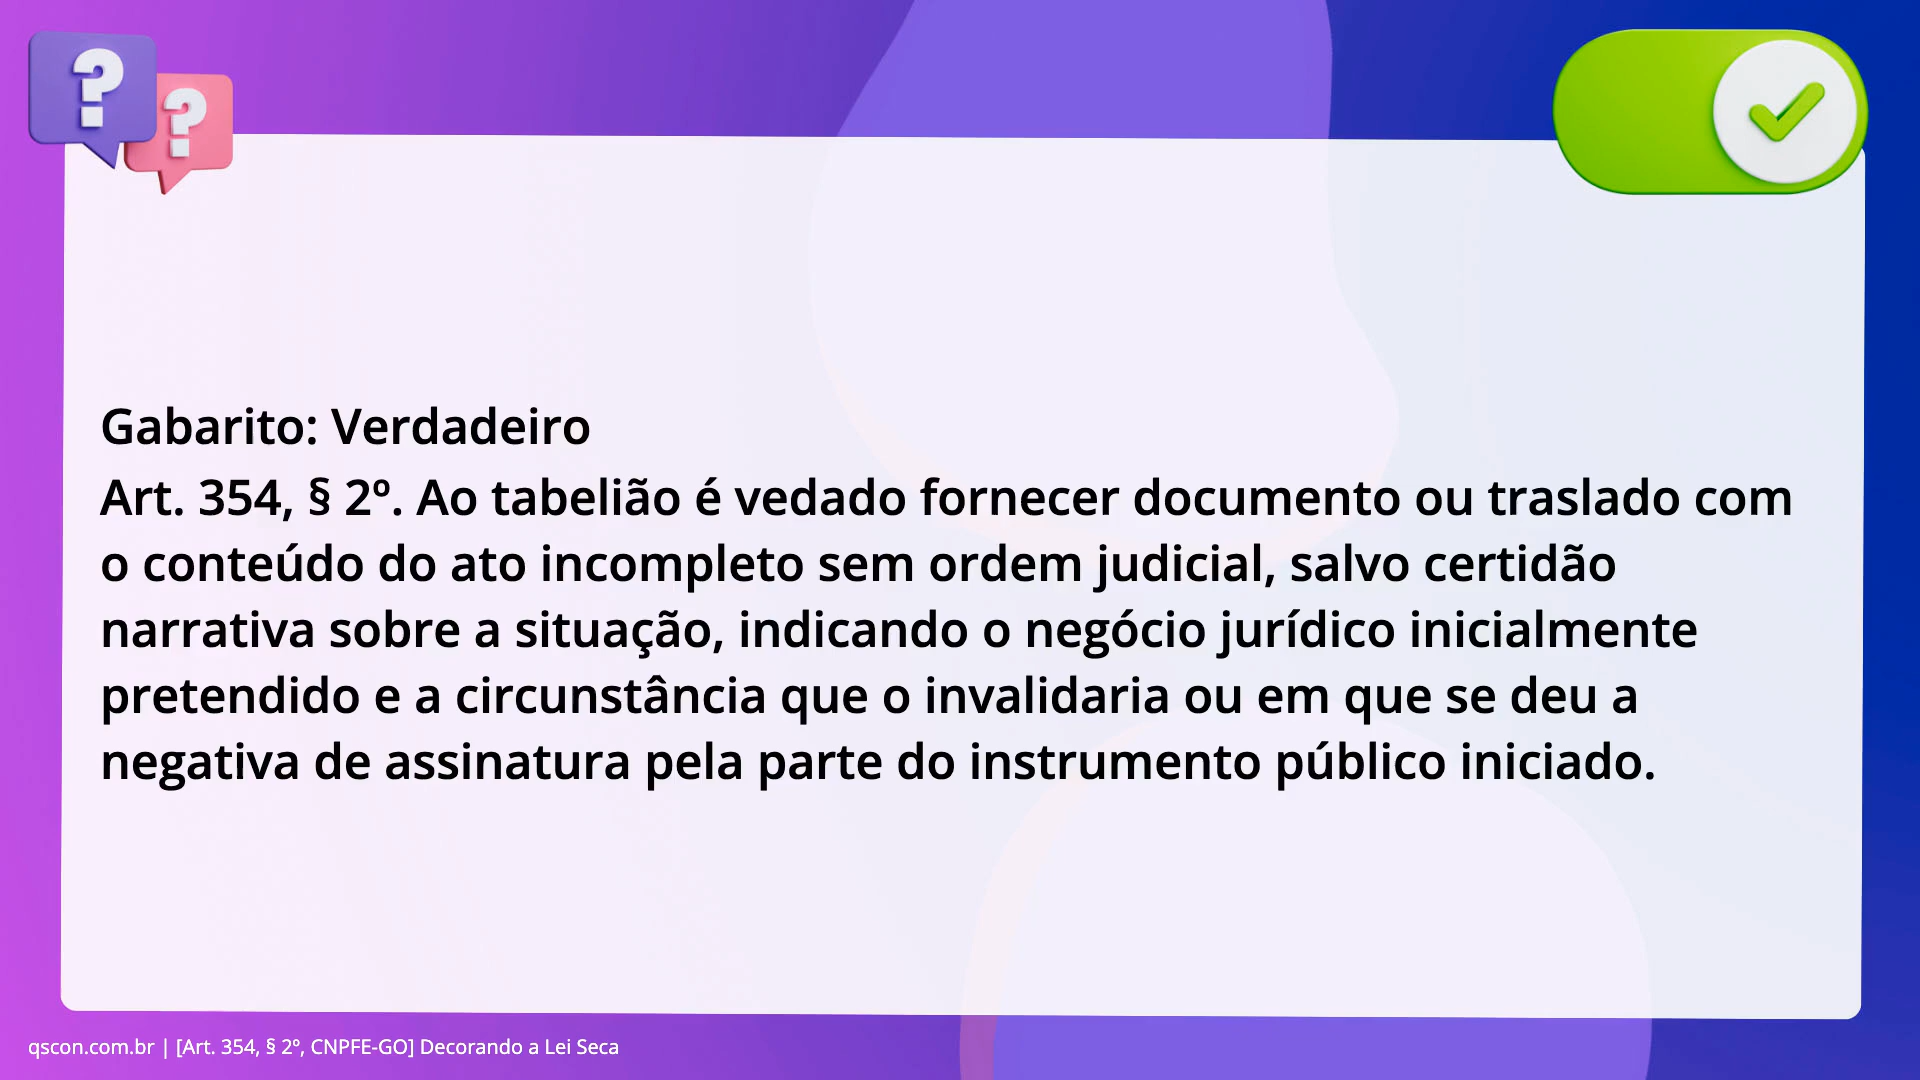 ?
?
Gabarito: Verdadeiro
Art. 354, § 2º. Ao tabelião é vedado fornecer documento ou traslado com
o conteúdo do ato incompleto sem ordem judicial, salvo certidão
narrativa sobre a situação, indicando o negócio jurídico inicialmente
pretendido e a circunstância que o invalidaria ou em que se deu a
negativa de assinatura pela parte do instrumento público iniciado.
qscon.com.br | [Art. 354, § 2º, CNPFE-GO] Decorando a Lei Seca